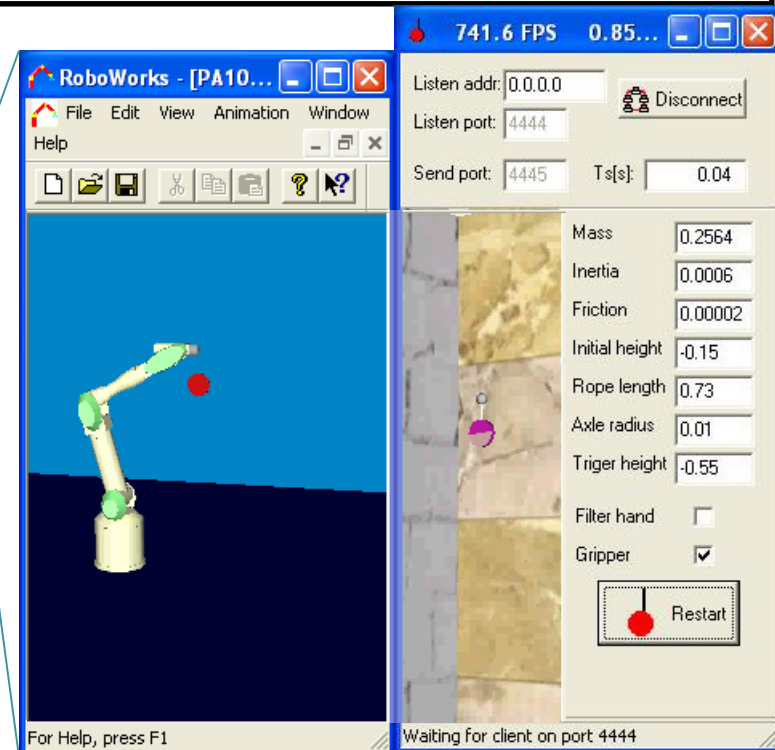 RoboWorks - [PA10...
File Edit View Animation Window
Help
For Help, press F1
741.6 FPS 0.85...
Listen addr: 0.0.0.0
Disconnect
Listen port: 4444
Send port: 4445 Ts[s]: 0.04
Mass 0.2564
Inertia 0.0006
Friction 0.00002
Initial height -0.15
Rope length 0.73
Axle radius 0.01
Triger height -0.55
Filter hand
Gripper
Restart
Waiting for client on port 4444